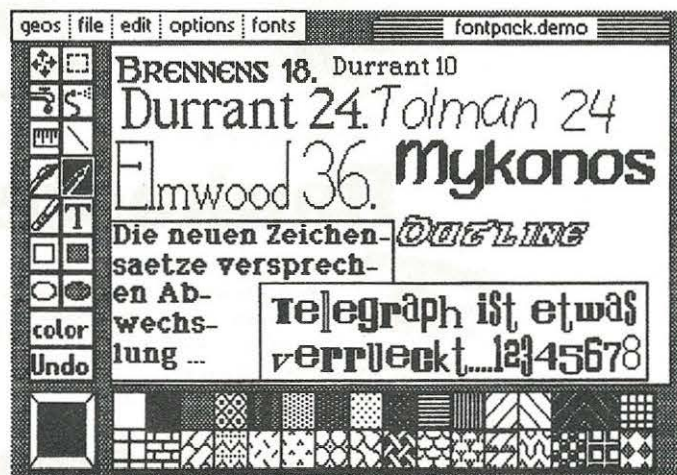 geos file edit options fonts fontpack.demo
BRENNENS 18. Durrant 10
Durrant 24. Tolman 24
Elmwood 36. Mykonos
OUTLINE
Die neuen Zeichen-
saetze versprech-
en Ab-
wechs-
lung ...
Telegraph ist etwas
verrueckt....12345678
T
color
Undo